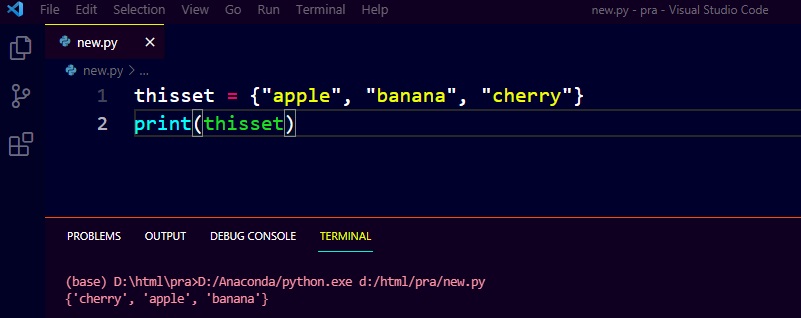 File Edit Selection View Go Run Terminal Help new.py - pra - Visual Studio Code
new.py
new.py > ...
1 thisset = {"apple", "banana", "cherry"}
2 print(thisset)
PROBLEMS OUTPUT DEBUG CONSOLE TERMINAL
(base) D:\html\pra>D:/Anaconda/python.exe d:/html/pra/new.py
{'cherry', 'apple', 'banana'}